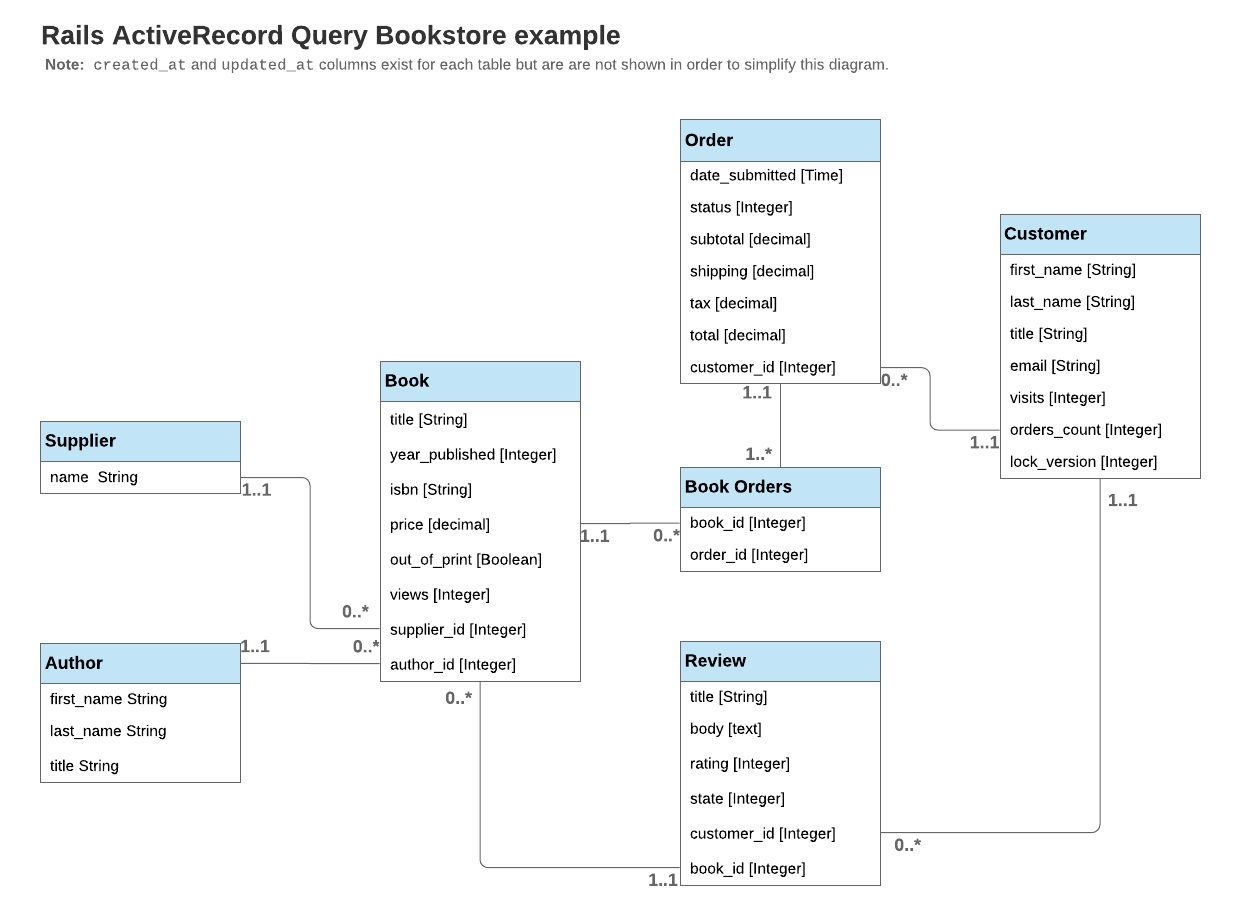 Rails ActiveRecord Query Bookstore example
Note: created_at and updated_at columns exist for each table but are are not shown in order to simplify this diagram.
Order
date_submitted [Time]
status [Integer]
subtotal [decimal]
shipping [decimal]
tax [decimal]
total [decimal]
customer_id [Integer]
1..1
0..*
Customer
first_name [String]
last_name [String]
title [String]
email [String]
visits [Integer]
orders_count [Integer]
lock_version [Integer]
1..1
1..1
Book
title [String]
year_published [Integer]
isbn [String]
price [decimal]
out_of_print [Boolean]
views [Integer]
supplier_id [Integer]
author_id [Integer]
1..1
0..*
0..*
0..*
Supplier
name String
1..1
1..*
Book Orders
book_id [Integer]
order_id [Integer]
0..*
Author
first_name String
last_name String
title String
1..1
Review
title [String]
body [text]
rating [Integer]
state [Integer]
customer_id [Integer]
book_id [Integer]
0..*
1..1